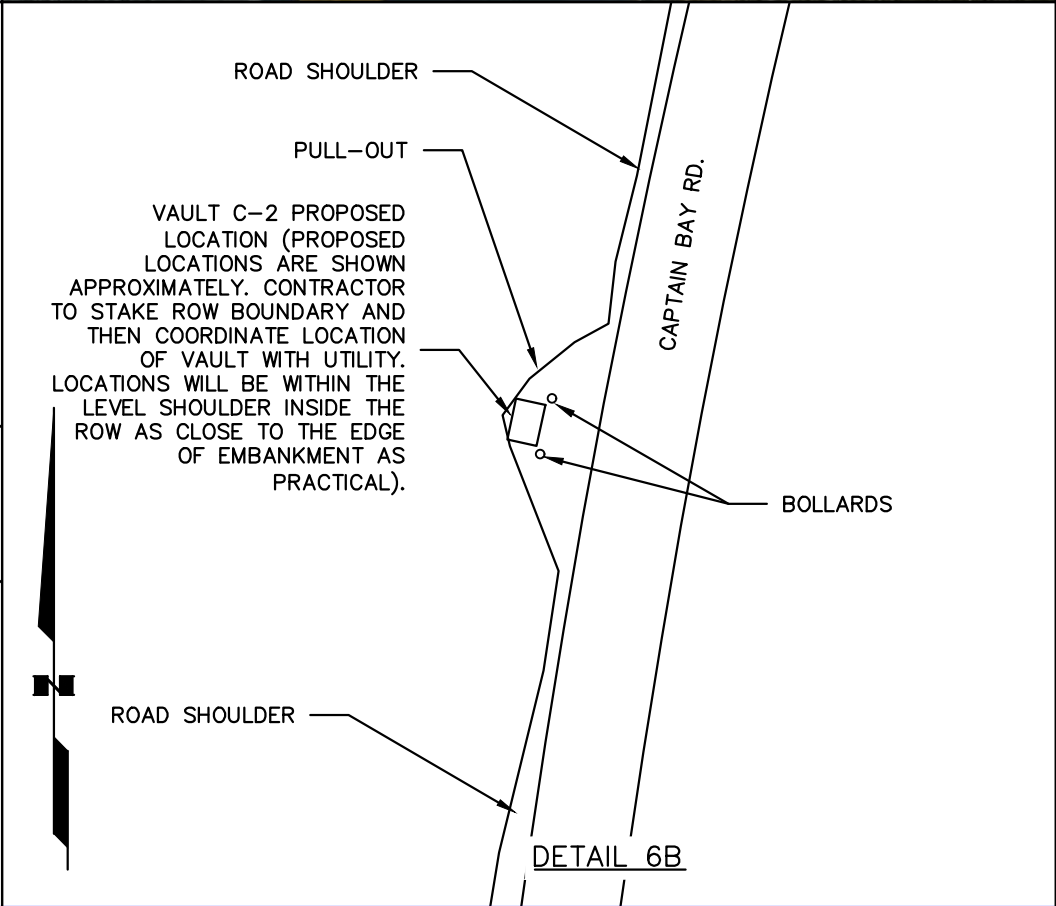 ROAD SHOULDER
PULL-OUT
VAULT C-2 PROPOSED
LOCATION (PROPOSED
LOCATIONS ARE SHOWN
APPROXIMATELY. CONTRACTOR
TO STAKE ROW BOUNDARY AND
THEN COORDINATE LOCATION
OF VAULT WITH UTILITY.
LOCATIONS WILL BE WITHIN THE
LEVEL SHOULDER INSIDE THE
ROW AS CLOSE TO THE EDGE
OF EMBANKMENT AS
PRACTICAL).
CAPTAIN BAY RD.
BOLLARDS
N
ROAD SHOULDER
DETAIL 6B